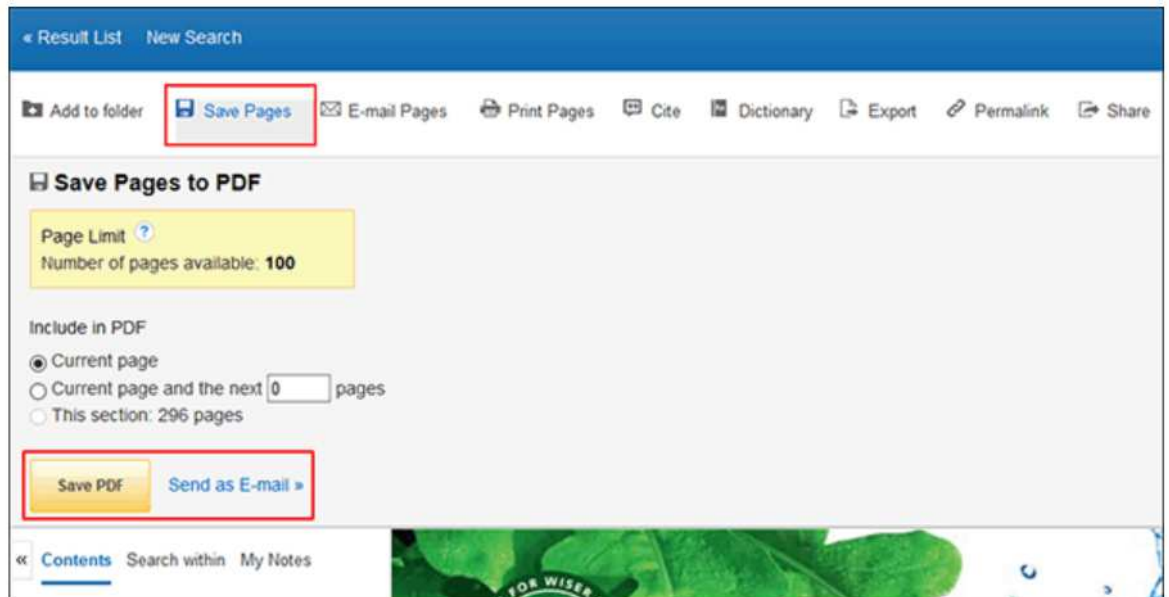 « Result List New Search
Add to folder Save Pages E-mail Pages Print Pages Cite Dictionary Export Permalink Share
Save Pages to PDF
Page Limit ?
Number of pages available: 100
Include in PDF
Current page
Current page and the next 0 pages
This section: 296 pages
Save PDF Send as E-mail »
« Contents Search within My Notes
FOR WISER